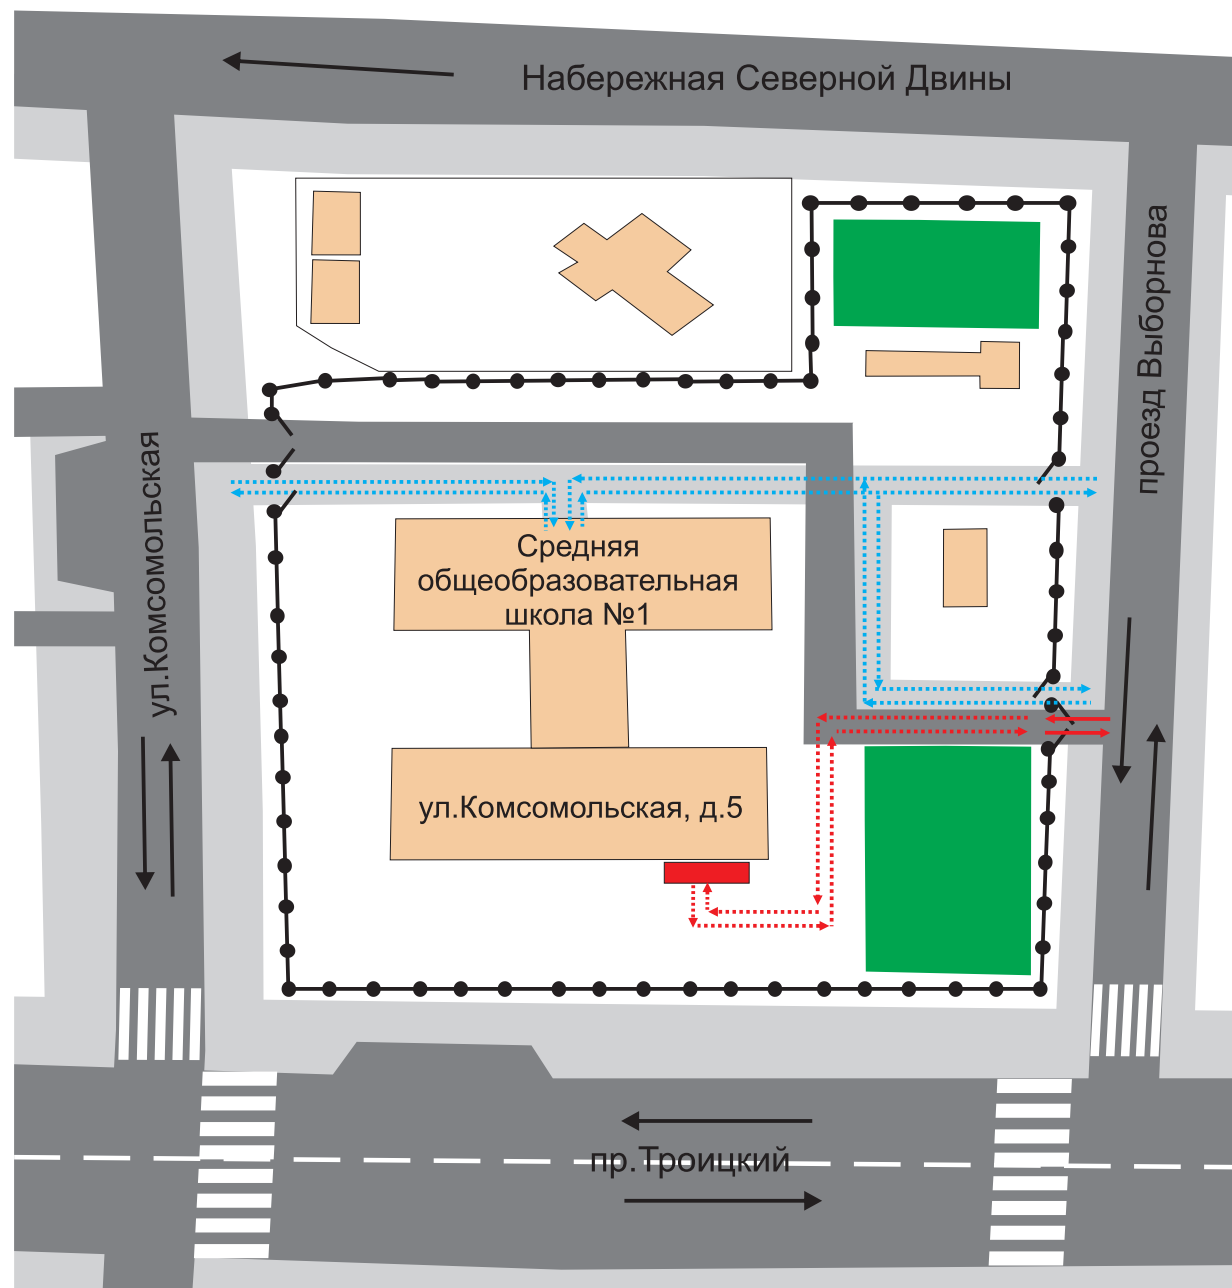 Набережная Северной Двины
проезд Выборнова
ул.Комсомольская
Средняя
общеобразовательная
школа №1
ул.Комсомольская, д.5
пр.Троицкий